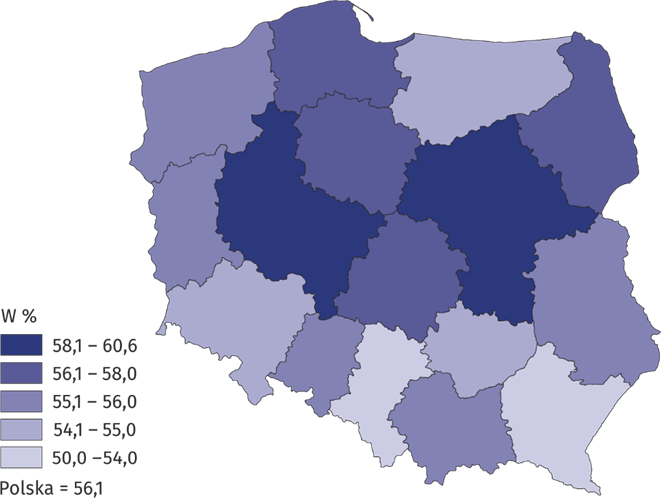 W %
58,1 – 60,6
56,1 – 58,0
55,1 – 56,0
54,1 – 55,0
50,0 –54,0
Polska = 56,1